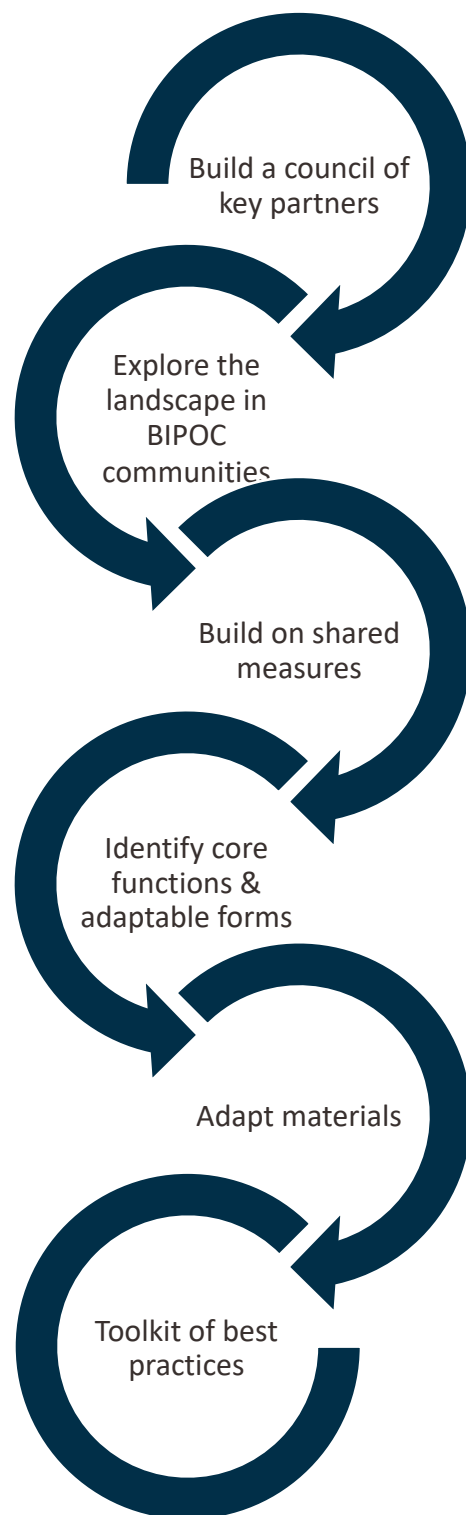 Build a council of
key partners
Explore the
landscape in
BIPOC
communities
Build on shared
measures
Identify core
functions &
adaptable forms
Adapt materials
Toolkit of best
practices